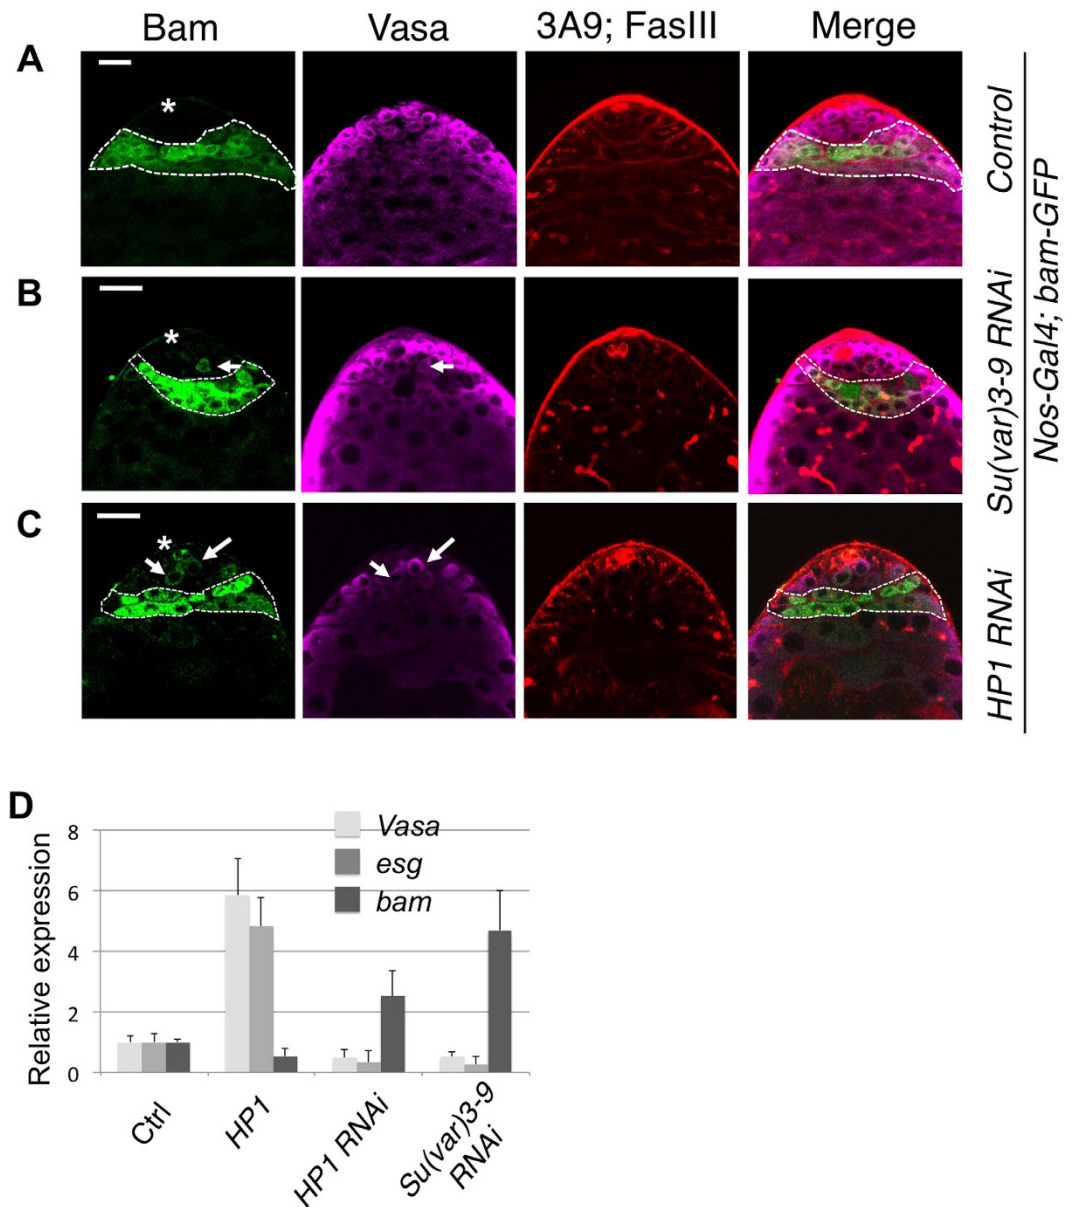 Bam Vasa 3A9; FasIII Merge
A
*
Control
B
*
Su(var)3-9 RNAi
C
*
HP1 RNAi
Nos-Gal4; bam-GFP
D
Relative expression
8
6
4
2
0
Vasa
esg
bam
Ctrl
HP1
HP1 RNAi
Su(var)3-9
RNAi